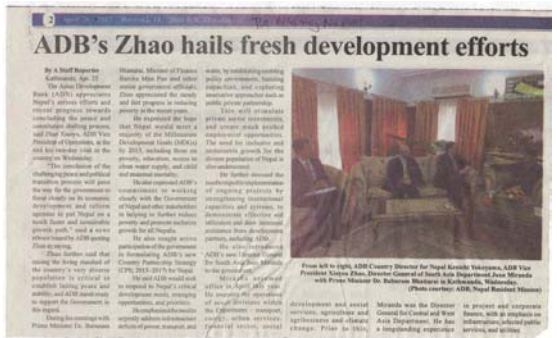 2
ADB's Zhao hails fresh development efforts
By A Staff Reporter
Kathmandu, Apr. 25
The Asian Development
Bank (ADB) appreciates
Nepal's serious efforts and
recent progress towards
concluding the peace and
constitution drafting process,
said Zhao Xiaoyu, ADB Vice
President of Operations, at the
end his two-day visit in the
country on Wednesday.
"The conclusion of the
challenging peace and political
transition process will pave
the way for the government to
focus closely on its economic
development and reform
agendas to put Nepal on a
much faster and sustainable
growth path," said a news
release issued by ADB quoting
Zhao as saying.
Zhao further said that
raising the living standard of
the country's very diverse
population is critical to
establish lasting peace and
stability, and ADB stands ready
to support the Government in
this regard.
During his meetings with
Prime Minister Dr. Baburam
Bhattarai, Minister of Finance
Barsha Man Pun and other
senior government officials,
Zhao appreciated the steady
and fast progress in reducing
poverty in the recent years.
He expressed the hope
that Nepal would meet a
majority of the Millennium
Development Goals (MDGs)
by 2015, including those on
poverty, education, access to
clean water supply, and child
and maternal mortality.
He also expressed ADB's
commitment to working
closely with the Government
of Nepal and other stakeholders
in helping to further reduce
poverty and promote inclusive
growth for all Nepalis.
He also sought active
participation of the government
in formulating ADB's new
Country Partnership Strategy
(CPS; 2013-2017) for Nepal.
He said ADB would seek
to respond to Nepal's critical
development needs, emerging
opportunities, and priorities.
He emphasised the need to
urgently address infrastructure
deficits of power, transport, and
water, by establishing enabling
policy environment, building
capacities, and exploring
innovative approaches such as
public private partnership.
This will stimulate
private sector investments,
and create much needed
employment opportunities.
The need for inclusive and
sustainable growth for the
diverse population of Nepal is
also underscored.
He further stressed the
need for expedite implementation
of ongoing projects by
strengthening institutional
capacities and systems, to
demonstrate effective aid
utilization and draw increased
assistance from development
partners, including ADB.
He also introduced
ADB's new Director General
for South Asia, Juan Miranda
to the government.
Miranda assumed
office in April this year.
development and social
services, agriculture and
agribusiness and climate
change. Prior to this,
Miranda was the Director
General for Central and West
Asia Department. He has
a longstanding experience
in project and corporate
finance, with an emphasis on
infrastructure, selected public
services, and utilities.
From left to right, ADB Country Director for Nepal Kenichi Yokoyama, ADB Vice
President Xiaoyu Zhao, Director General of South Asia Department Juan Miranda
with Prime Minister Dr. Baburam Bhattarai in Kathmandu, Wednesday.
(Photo courtesy: ADB, Nepal Resident Mission)